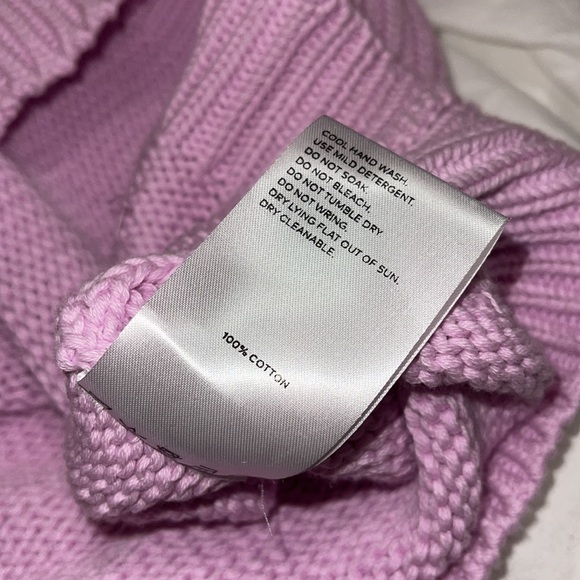 COOL HAND WASH.
USE MILD DETERGENT.
DO NOT SOAK.
DO NOT BLEACH.
DO NOT TUMBLE DRY
DO NOT WRING.
DRY LYING FLAT OUT OF SUN.
DRY CLEANABLE.
100% COTTON